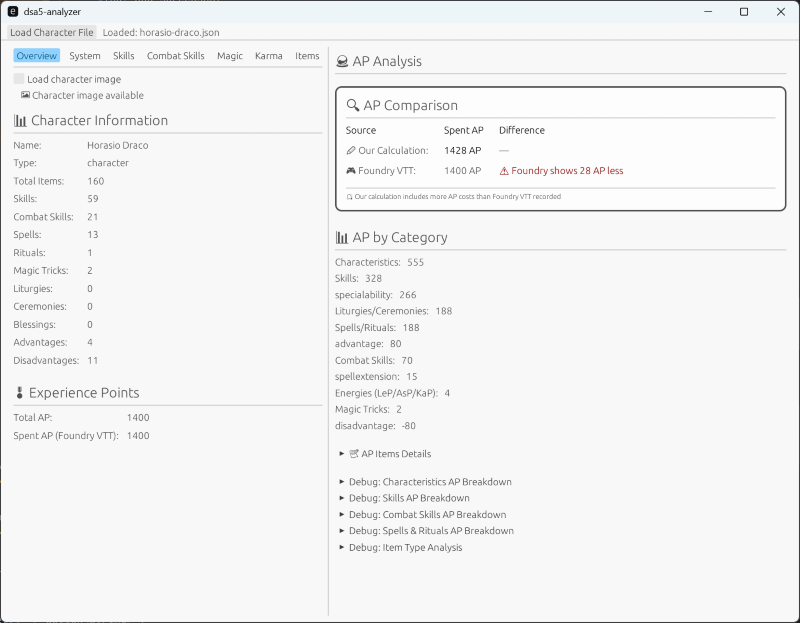 dsa5-analyzer
Load Character File Loaded: horasio-draco.json
Overview System Skills Combat Skills Magic Karma Items
Load character image
Character image available
Character Information
Name: Horasio Draco
Type: character
Total Items: 160
Skills: 59
Combat Skills: 21
Spells: 13
Rituals: 1
Magic Tricks: 2
Liturgies: 0
Ceremonies: 0
Blessings: 0
Advantages: 4
Disadvantages: 11
Experience Points
Total AP: 1400
Spent AP (Foundry VTT): 1400
AP Analysis
AP Comparison
Source Spent AP Difference
Our Calculation: 1428 AP —
Foundry VTT: 1400 AP ⚠ Foundry shows 28 AP less
Our calculation includes more AP costs than Foundry VTT recorded
AP by Category
Characteristics: 555
Skills: 328
specialability: 266
Liturgies/Ceremonies: 188
Spells/Rituals: 188
advantage: 80
Combat Skills: 70
spellextension: 15
Energies (LeP/AsP/KaP): 4
Magic Tricks: 2
disadvantage: -80
AP Items Details
Debug: Characteristics AP Breakdown
Debug: Skills AP Breakdown
Debug: Combat Skills AP Breakdown
Debug: Spells & Rituals AP Breakdown
Debug: Item Type Analysis